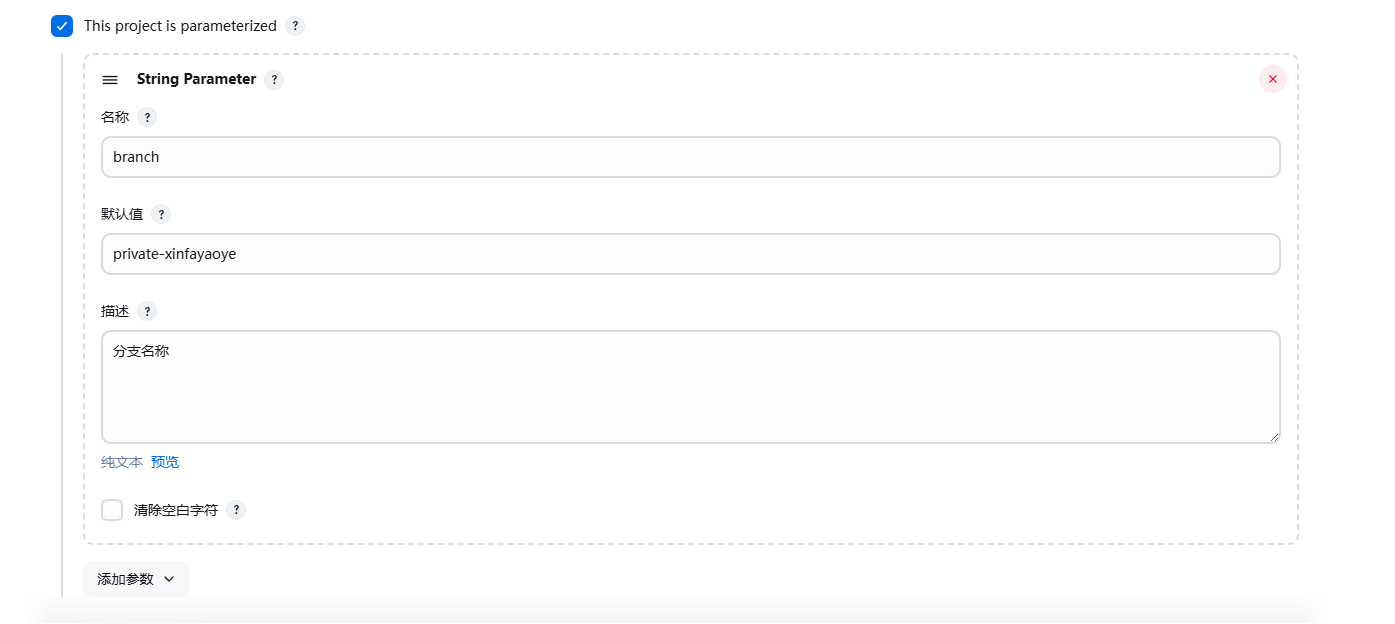 This project is parameterized ?
String Parameter ?
名称 ?
branch
默认值 ?
private-xinfayaoye
描述 ?
分支名称
纯文本 预览
清除空白字符 ?
添加参数